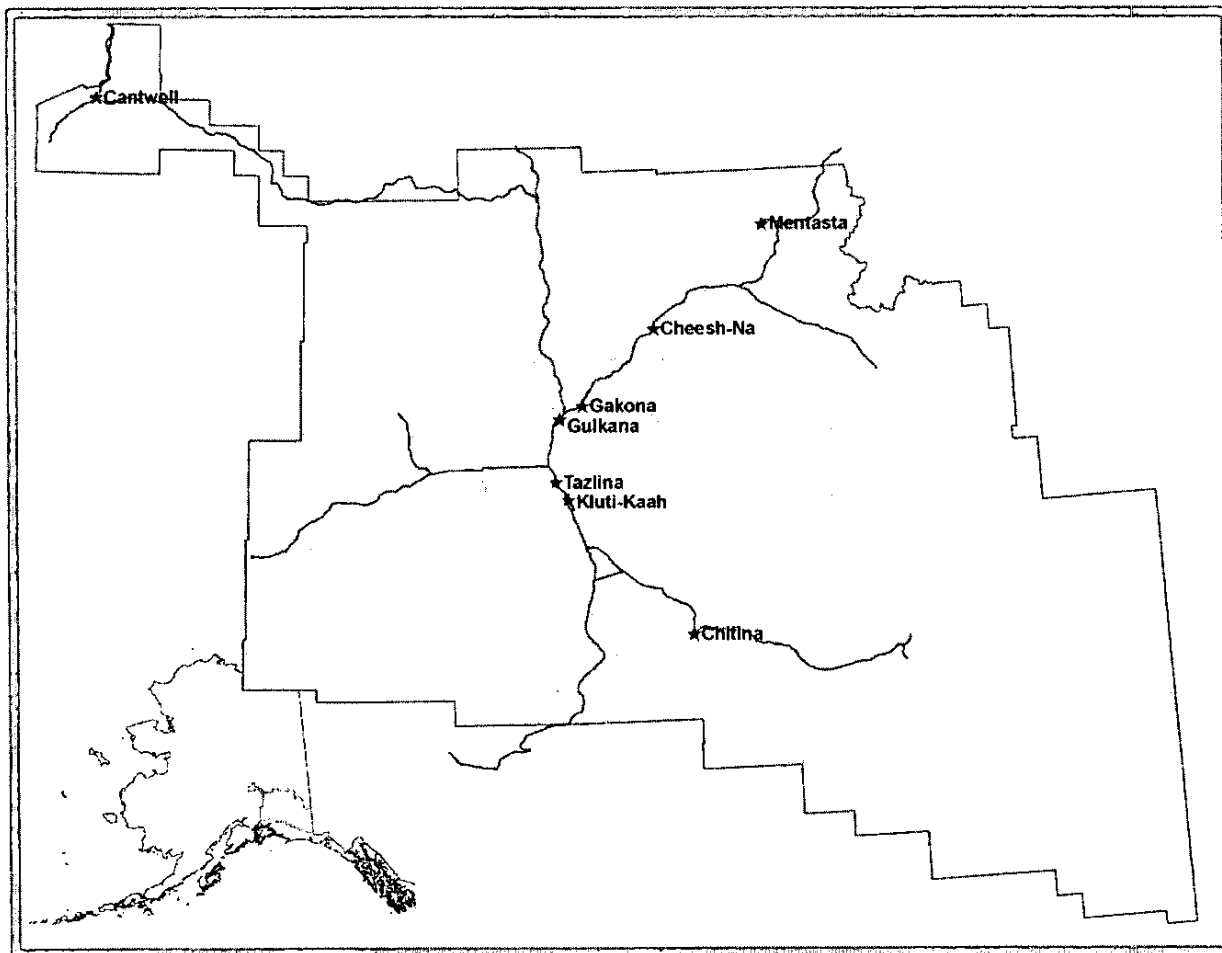 Cantwell
Mentasta
Cheesh-Na
Gakona
Gulkana
Tazlina
Kluti-Kaah
Chitina